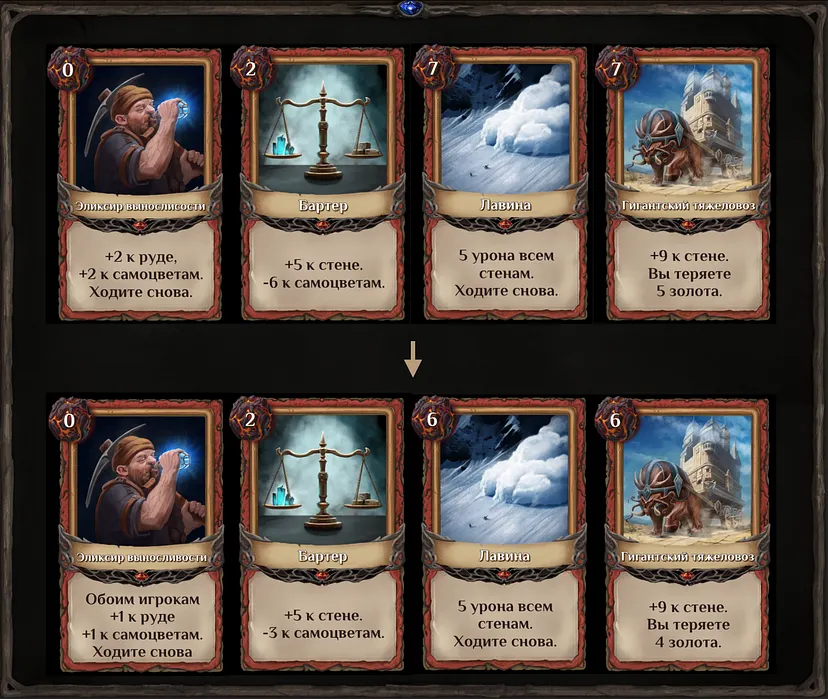 0
Эликсир вынослисости
+2 к руде,
+2 к самоцветам.
Ходите снова.
2
Бартер
+5 к стене.
-6 к самоцветам.
7
Лавина
5 урона всем
стенам.
Ходите снова.
7
Гигантский тяжеловоз
+9 к стене.
Вы теряете
5 золота.
0
Эликсир выносливости
Обоим игрокам
+1 к руде
+1 к самоцветам.
Ходите снова
2
Бартер
+5 к стене.
-3 к самоцветам.
6
Лавина
5 урона всем
стенам.
Ходите снова.
6
Гигантский тяжеловоз
+9 к стене.
Вы теряете
4 золота.